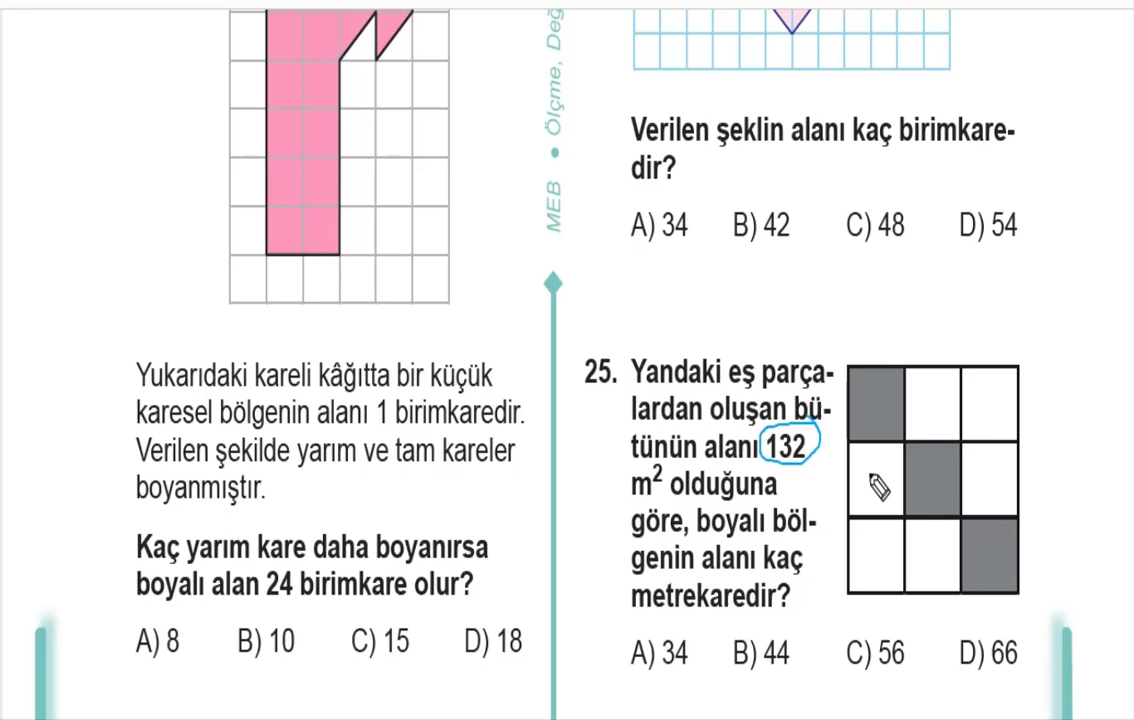 Yukarıdaki kareli kâğıtta bir küçük
karesel bölgenin alanı 1 birimkaredir.
Verilen şekilde yarım ve tam kareler
boyanmıştır.
Kaç yarım kare daha boyanırsa
boyalı alan 24 birimkare olur?
A) 8 B) 10 C) 15 D) 18
MEB • Ölçme, Değ
Verilen şeklin alanı kaç birimkare-
dir?
A) 34 B) 42 C) 48 D) 54
25. Yandaki eş parça-
lardan oluşan bü-
tünün alanı 132
m² olduğuna
göre, boyalı böl-
genin alanı kaç
metrekaredir?
A) 34 B) 44 C) 56 D) 66